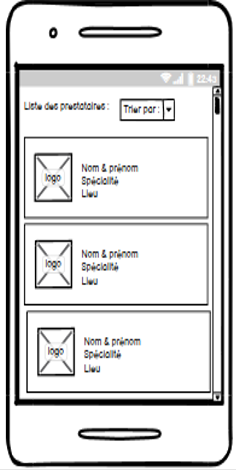 22:45
Liste des prestataires :
Trier par :
logo
Nom & prénom
Spécialité
Lieu
logo
Nom & prénom
Spécialité
Lieu
logo
Nom & prénom
Spécialité
Lieu